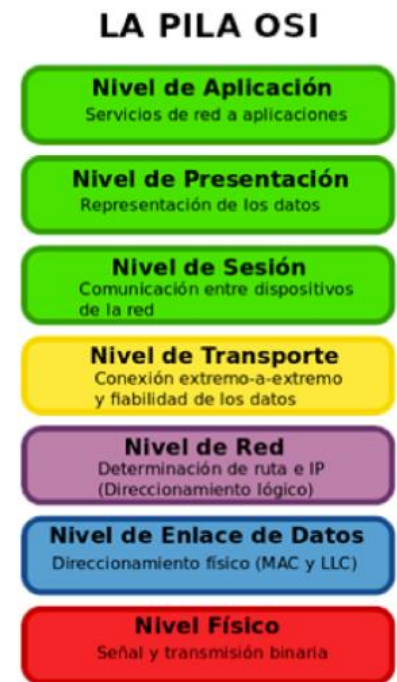 LA PILA OSI
Nivel de Aplicación
Servicios de red a aplicaciones
Nivel de Presentación
Representación de los datos
Nivel de Sesión
Comunicación entre dispositivos
de la red
Nivel de Transporte
Conexión extremo-a-extremo
y fiabilidad de los datos
Nivel de Red
Determinación de ruta e IP
(Direccionamiento lógico)
Nivel de Enlace de Datos
Direccionamiento físico (MAC y LLC)
Nivel Físico
Señal y transmisión binaria